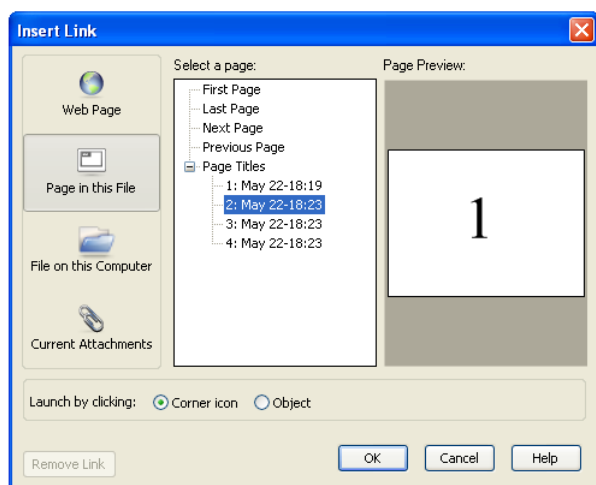 Insert Link
Web Page
Page in this File
File on this Computer
Current Attachments
Select a page:
First Page
Last Page
Next Page
Previous Page
Page Titles
1: May 22-18:19
2: May 22-18:23
3: May 22-18:23
4: May 22-18:23
Page Preview:
1
Launch by clicking: Corner icon Object
Remove Link OK Cancel Help